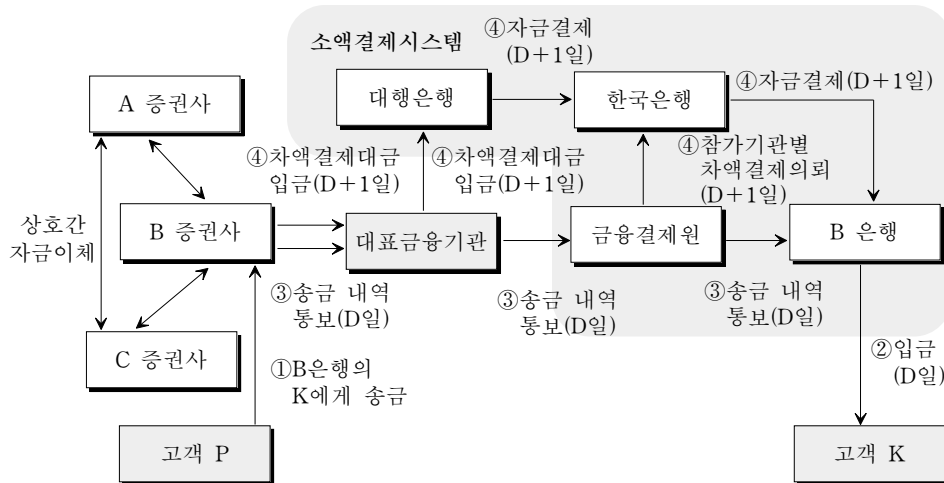 소액결제시스템
④자금결제
(D+1일)
대행은행
한국은행
④자금결제(D+1일)
A 증권사
④차액결제대금
입금(D+1일)
④차액결제대금
입금(D+1일)
④참가기관별
차액결제의뢰
(D+1일)
상호간
자금이체
B 증권사
대표금융기관
금융결제원
B 은행
③송금 내역
통보(D일)
③송금 내역
통보(D일)
③송금 내역
통보(D일)
C 증권사
①B은행의
K에게 송금
②입금
(D일)
고객 P
고객 K